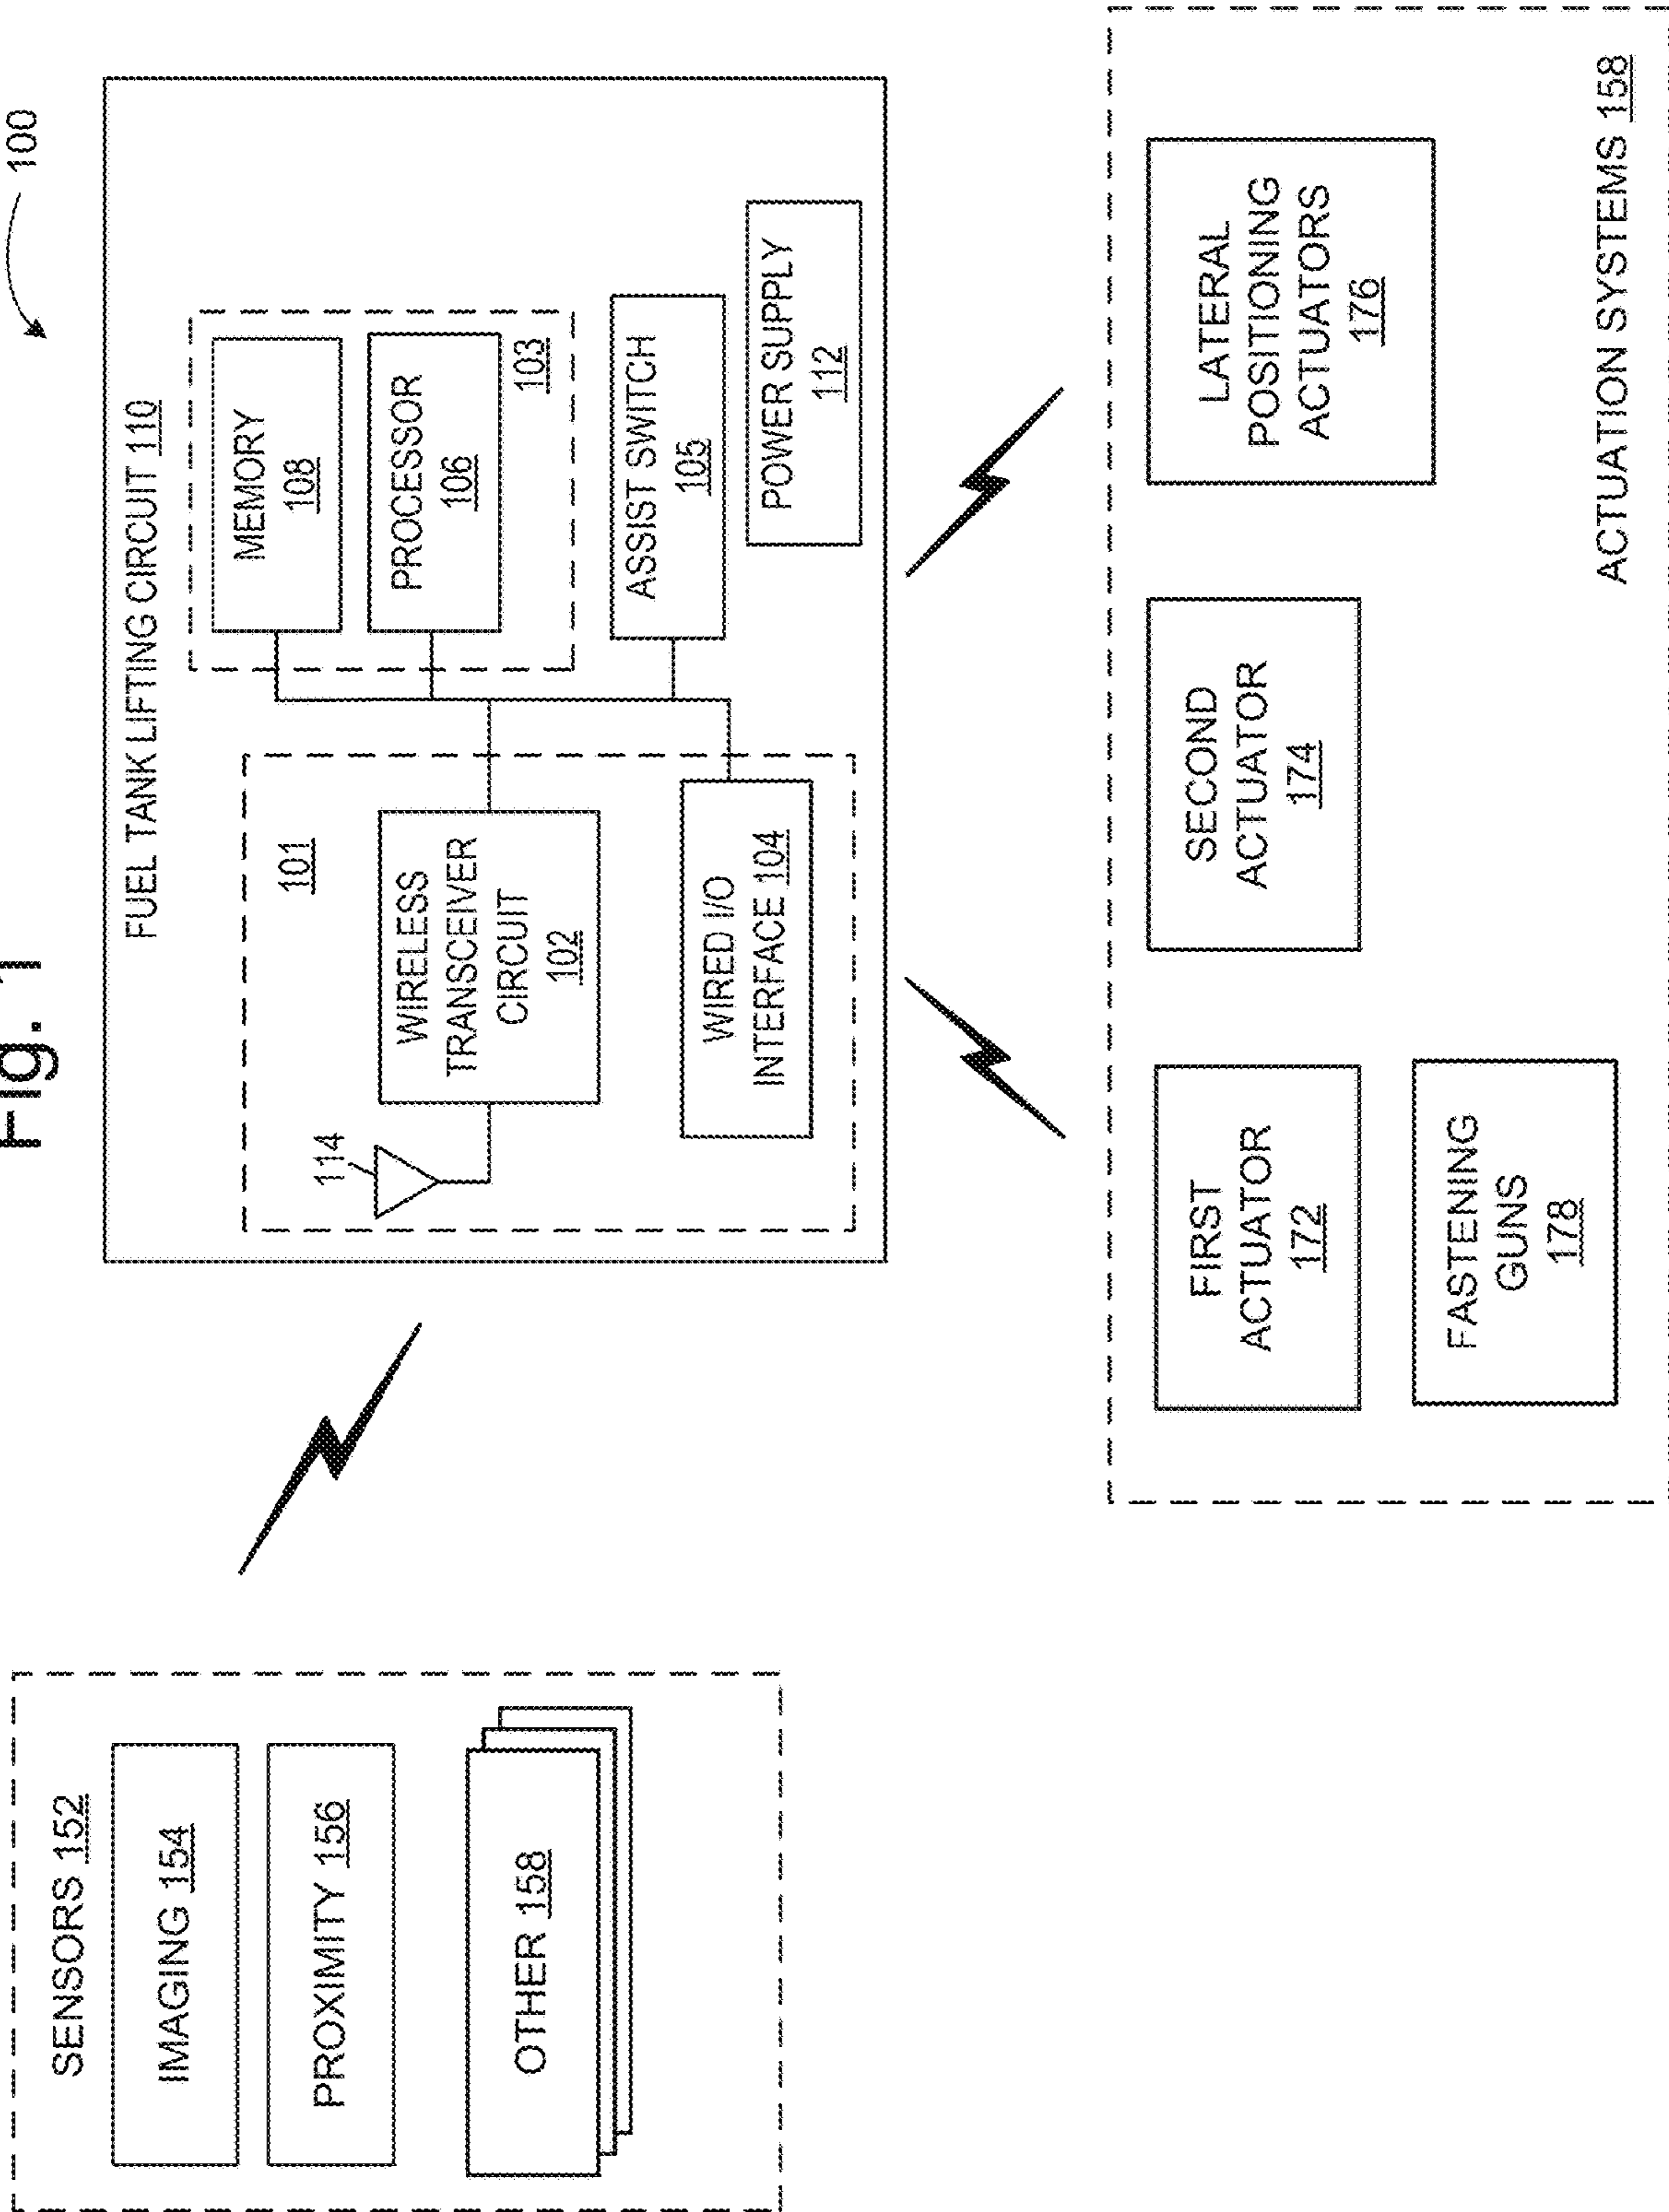 Fig. 1
100
SENSORS 152
IMAGING 154
PROXIMITY 156
OTHER 158
FUEL TANK LIFTING CIRCUIT 110
101
114
WIRELESS
TRANSCEIVER
CIRCUIT
102
WIRED I/O
INTERFACE 104
MEMORY
108
PROCESSOR
106
103
ASSIST SWITCH
105
POWER SUPPLY
112
FIRST
ACTUATOR
172
SECOND
ACTUATOR
174
LATERAL
POSITIONING
ACTUATORS
176
FASTENING
GUNS
178
ACTUATION SYSTEMS 158